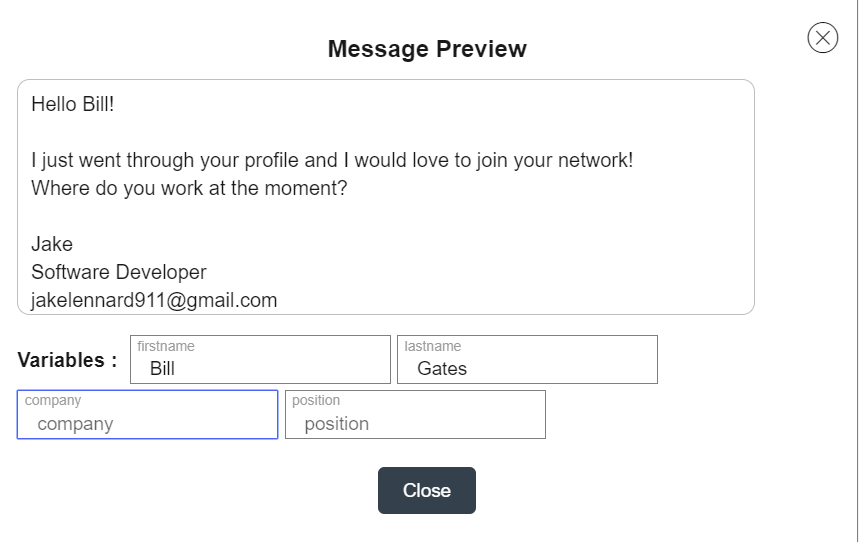 Message Preview
Hello Bill!
I just went through your profile and I would love to join your network!
Where do you work at the moment?
Jake
Software Developer
jakelennard911@gmail.com
Variables :
firstname
Bill
lastname
Gates
company
company
position
position
Close